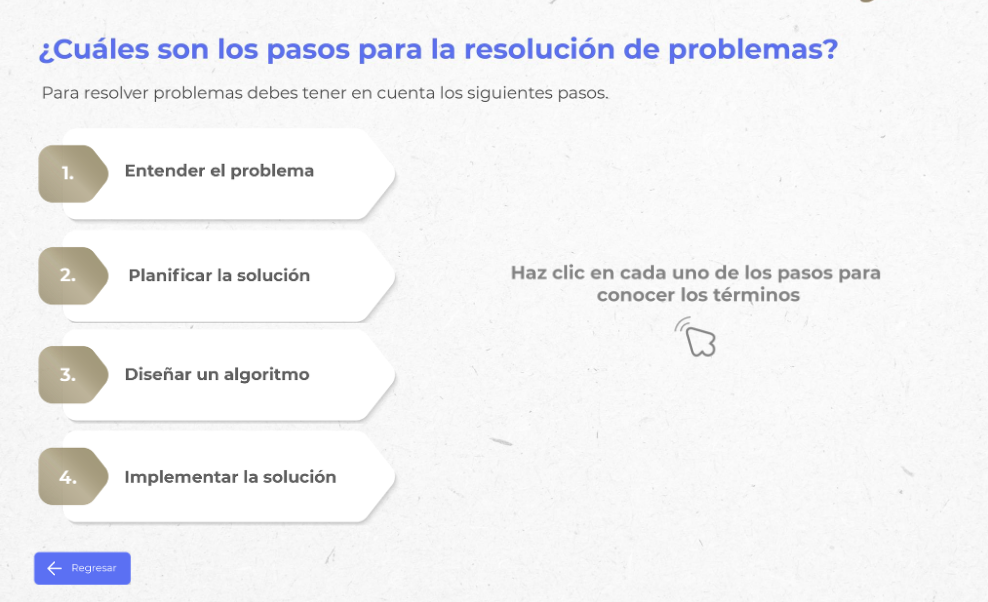 ¿Cuáles son los pasos para la resolución de problemas?
Para resolver problemas debes tener en cuenta los siguientes pasos.
1.
Entender el problema
2.
Planificar la solución
3.
Diseñar un algoritmo
4.
Implementar la solución
Haz clic en cada uno de los pasos para
conocer los términos
Regresar